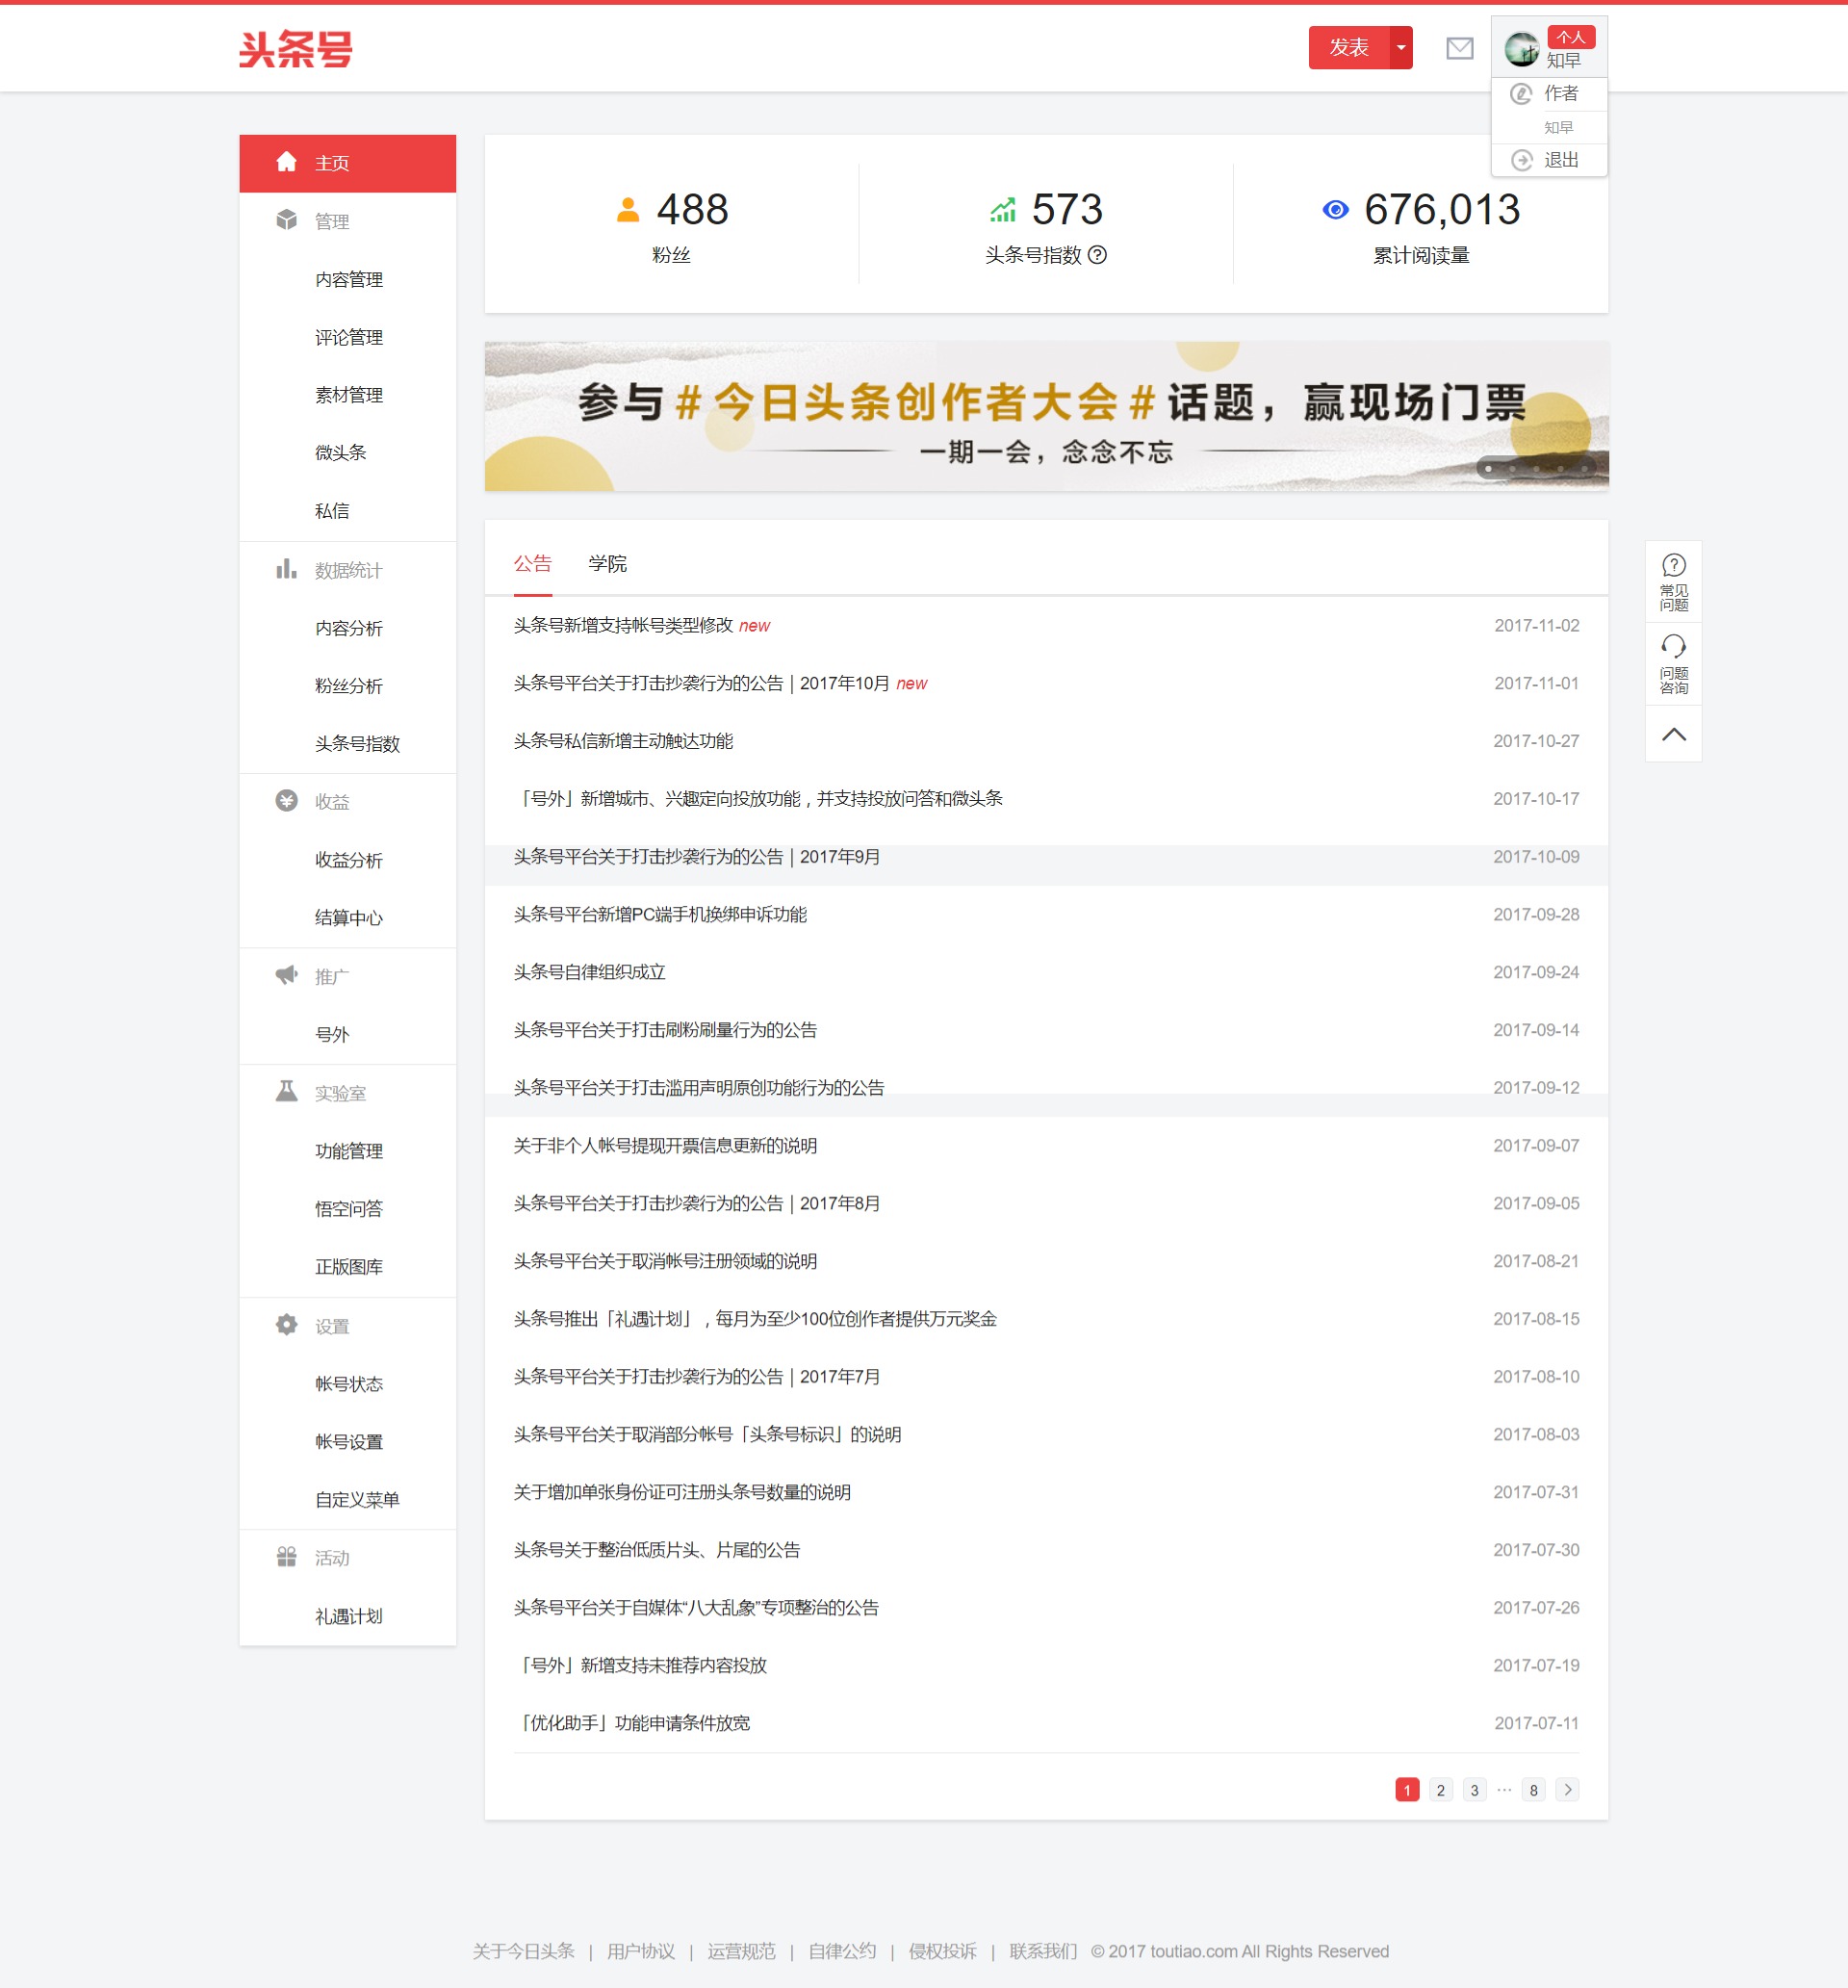 头条号
发表
个人
知早
作者
知早
退出
主页
管理
内容管理
评论管理
素材管理
微头条
私信
数据统计
内容分析
粉丝分析
头条号指数
收益
收益分析
结算中心
推广
号外
实验室
功能管理
悟空问答
正版图库
设置
帐号状态
帐号设置
自定义菜单
活动
礼遇计划
488
粉丝
573
头条号指数 ?
676,013
累计阅读量
参与#今日头条创作者大会#话题，赢现场门票
一期一会，念念不忘
公告 学院
头条号新增支持帐号类型修改 new 2017-11-02
头条号平台关于打击抄袭行为的公告 | 2017年10月 new 2017-11-01
头条号私信新增主动触达功能 2017-10-27
「号外」新增城市、兴趣定向投放功能，并支持投放问答和微头条 2017-10-17
头条号平台关于打击抄袭行为的公告 | 2017年9月 2017-10-09
头条号平台新增PC端手机换绑申诉功能 2017-09-28
头条号自律组织成立 2017-09-24
头条号平台关于打击刷粉刷量行为的公告 2017-09-14
头条号平台关于打击滥用声明原创功能行为的公告 2017-09-12
关于非个人帐号提现开票信息更新的说明 2017-09-07
头条号平台关于打击抄袭行为的公告 | 2017年8月 2017-09-05
头条号平台关于取消帐号注册领域的说明 2017-08-21
头条号推出「礼遇计划」，每月为至少100位创作者提供万元奖金 2017-08-15
头条号平台关于打击抄袭行为的公告 | 2017年7月 2017-08-10
头条号平台关于取消部分帐号「头条号标识」的说明 2017-08-03
关于增加单张身份证可注册头条号数量的说明 2017-07-31
头条号关于整治低质片头、片尾的公告 2017-07-30
头条号平台关于自媒体“八大乱象”专项整治的公告 2017-07-26
「号外」新增支持未推荐内容投放 2017-07-19
「优化助手」功能申请条件放宽 2017-07-11
1 2 3 ··· 8 >
常见
问题
问题
咨询
关于今日头条 | 用户协议 | 运营规范 | 自律公约 | 侵权投诉 | 联系我们 © 2017 toutiao.com All Rights Reserved